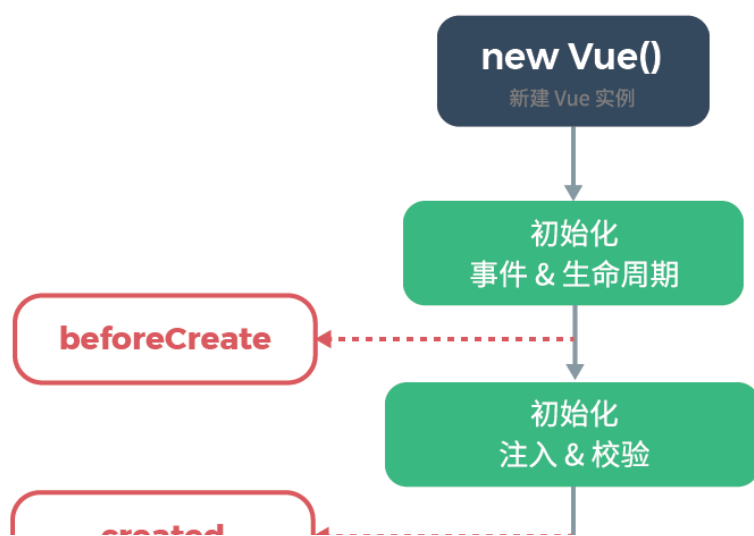 new Vue()
新建 Vue 实例
初始化
事件 & 生命周期
beforeCreate
初始化
注入 & 校验
created